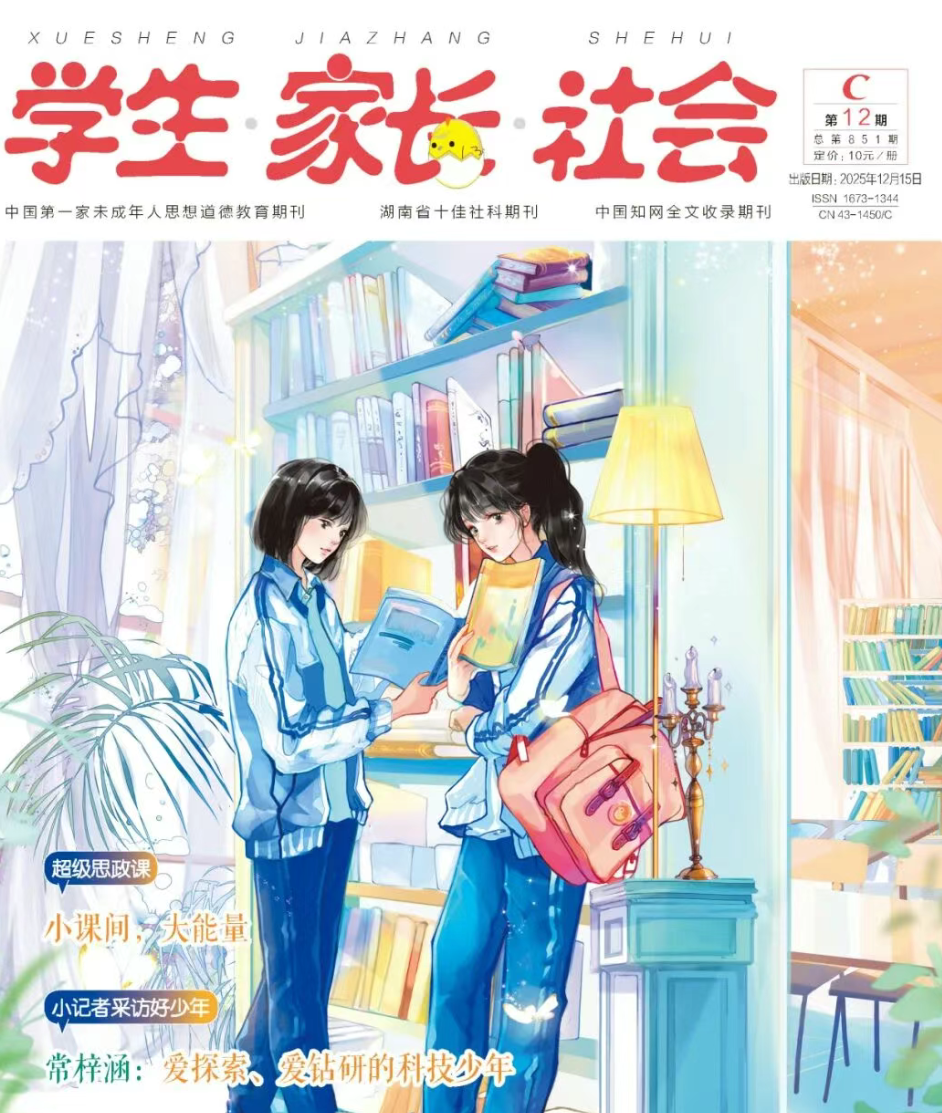 XUESHENG JIAZHANG SHEHUI
学生·家长·社会
C
第12期
总第851期
定价：10元/册
出版日期：2025年12月15日
ISSN 1673-1344
CN 43-1450/C
中国第一家未成年人思想道德教育期刊 湖南省十佳社科期刊 中国知网全文收录期刊
超级思政课
小课间，大能量
小记者采访好少年
常梓涵：爱探索、爱钻研的科技少年